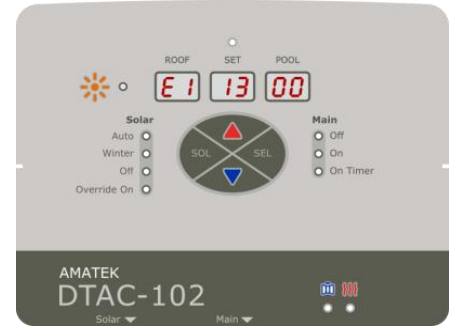 ROOF SET POOL
E1 13 00
Solar Main
Auto Off
Winter SOL SEL On
Off On Timer
Override On
AMATEK
DTAC-102
Solar Main